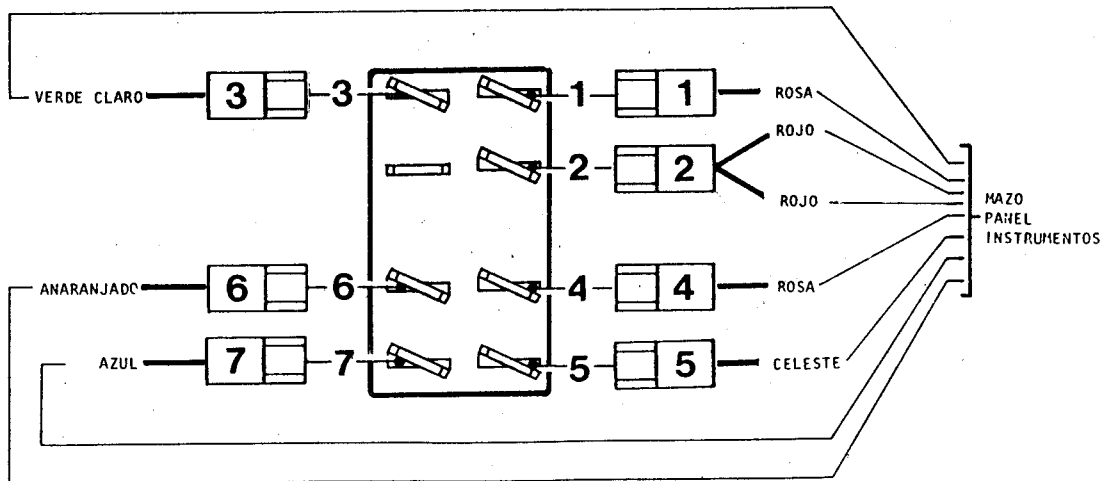 VERDE CLARO 3 3 1 1 ROSA
ROJO
2 2
ROJO
MAZO
PANEL
INSTRUMENTOS
ANARANJADO 6 6 4 4 ROSA
AZUL 7 7 5 5 CELESTE